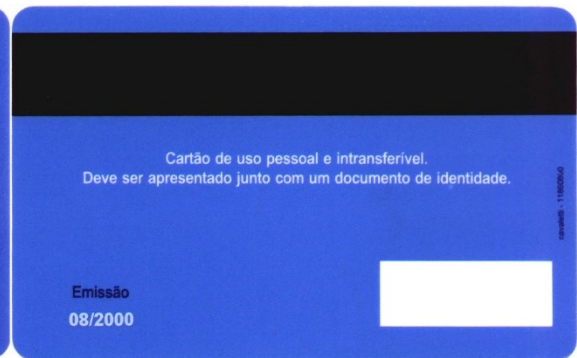 Cartão de uso pessoal e intransferível.
Deve ser apresentado junto com um documento de identidade.
Emissão
08/2000